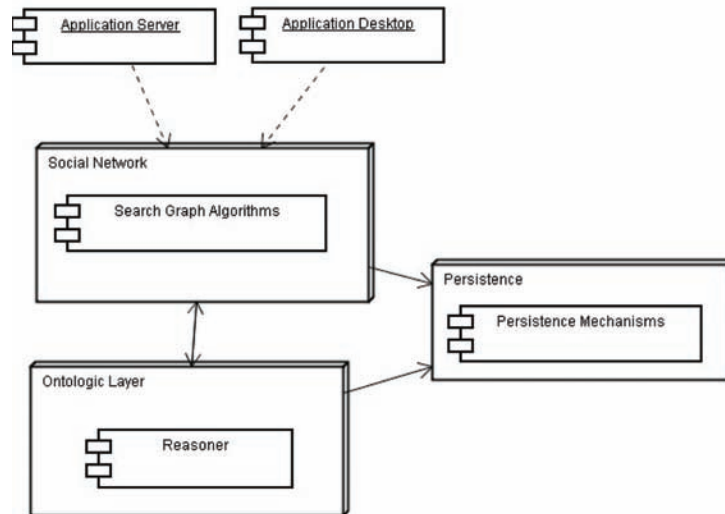 Application Server
Application Desktop
Social Network
Search Graph Algorithms
Persistence
Persistence Mechanisms
Ontologic Layer
Reasoner